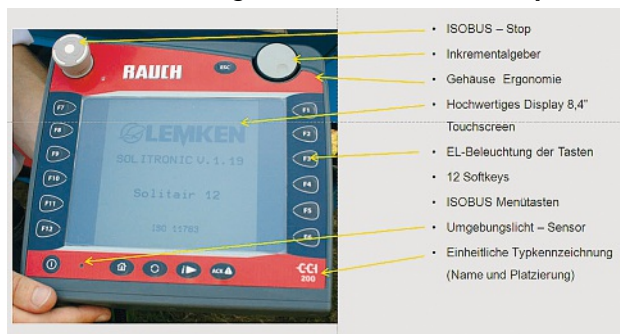 ISOBUS – Stop
Inkrementalgeber
Gehäuse Ergonomie
Hochwertiges Display 8,4"
Touchscreen
EL-Beleuchtung der Tasten
12 Softkeys
ISOBUS Menütasten
Umgebungslicht – Sensor
Einheitliche Typkennzeichnung
(Name und Platzierung)
RAUCH
ESC
F7
F1
F8
F2
LEMKEN
F9
SOLITRONIC V.1.19
F3
F10
Solitair 12
F4
F11
F5
F12
ISO 11783
F6
ACK
CCI
200